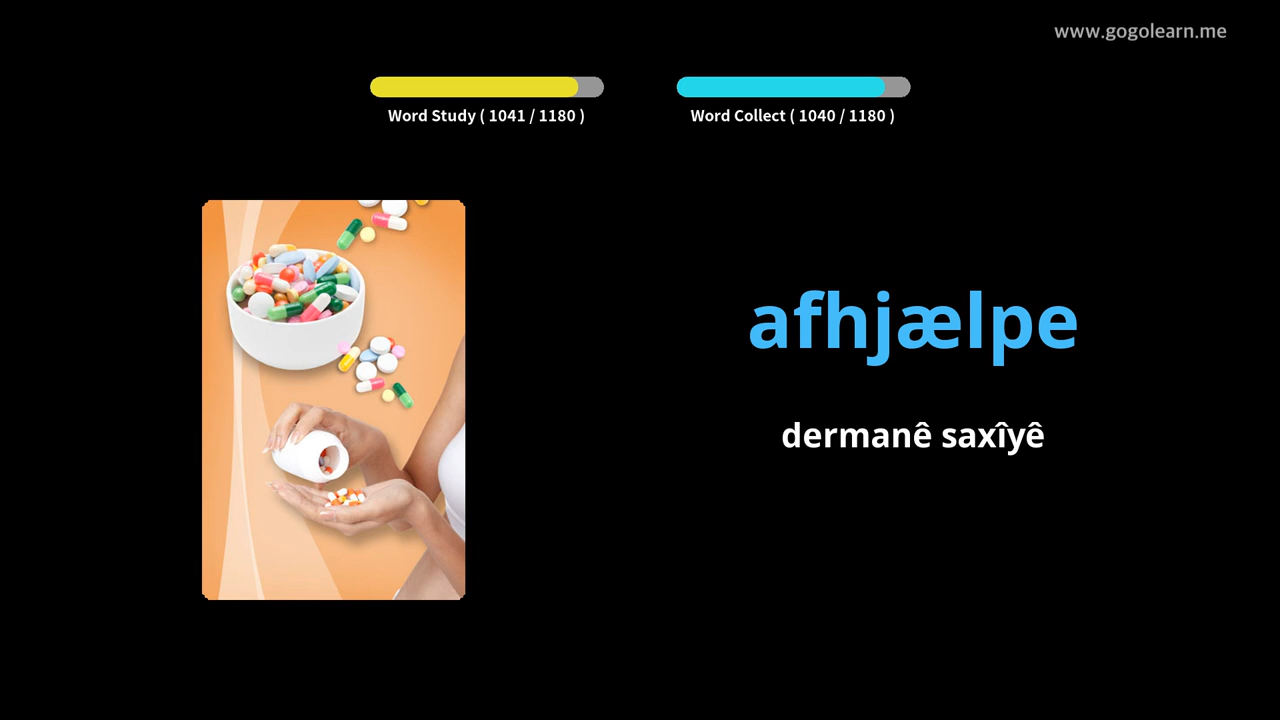 www.gogolearn.me
Word Study ( 1041 / 1180 )
Word Collect ( 1040 / 1180 )
afhjælpe
dermanê saxîyê